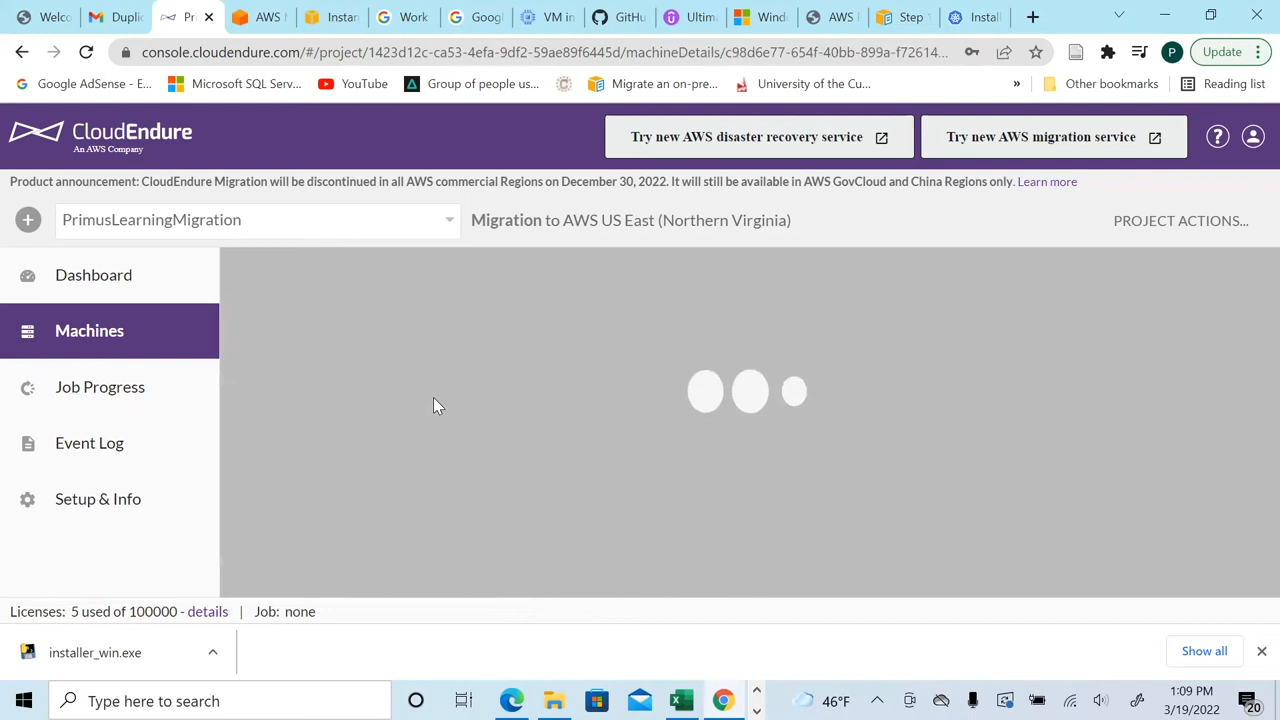 Welco
Duplic
Pri
AWS M
Instan
Work
Googl
VM in
GitHu
Ultima
Wind
AWS I
Step 1
Install
console.cloudendure.com/#/project/1423d12c-ca53-4efa-9df2-59ae89f6445d/machineDetails/c98d6e77-654f-40bb-899a-f72614...
P
Update
Google AdSense - E...
Microsoft SQL Serv...
YouTube
Group of people us...
Migrate an on-pre...
University of the Cu...
»
Other bookmarks
Reading list
CloudEndure
An AWS Company
Try new AWS disaster recovery service
Try new AWS migration service
?
Product announcement: CloudEndure Migration will be discontinued in all AWS commercial Regions on December 30, 2022. It will still be available in AWS GovCloud and China Regions only. Learn more
PrimusLearningMigration
Migration to AWS US East (Northern Virginia)
PROJECT ACTIONS...
Dashboard
Machines
Job Progress
Event Log
Setup & Info
Licenses: 5 used of 100000 - details | Job: none
installer_win.exe
Show all
Type here to search
46°F
1:09 PM
3/19/2022
20